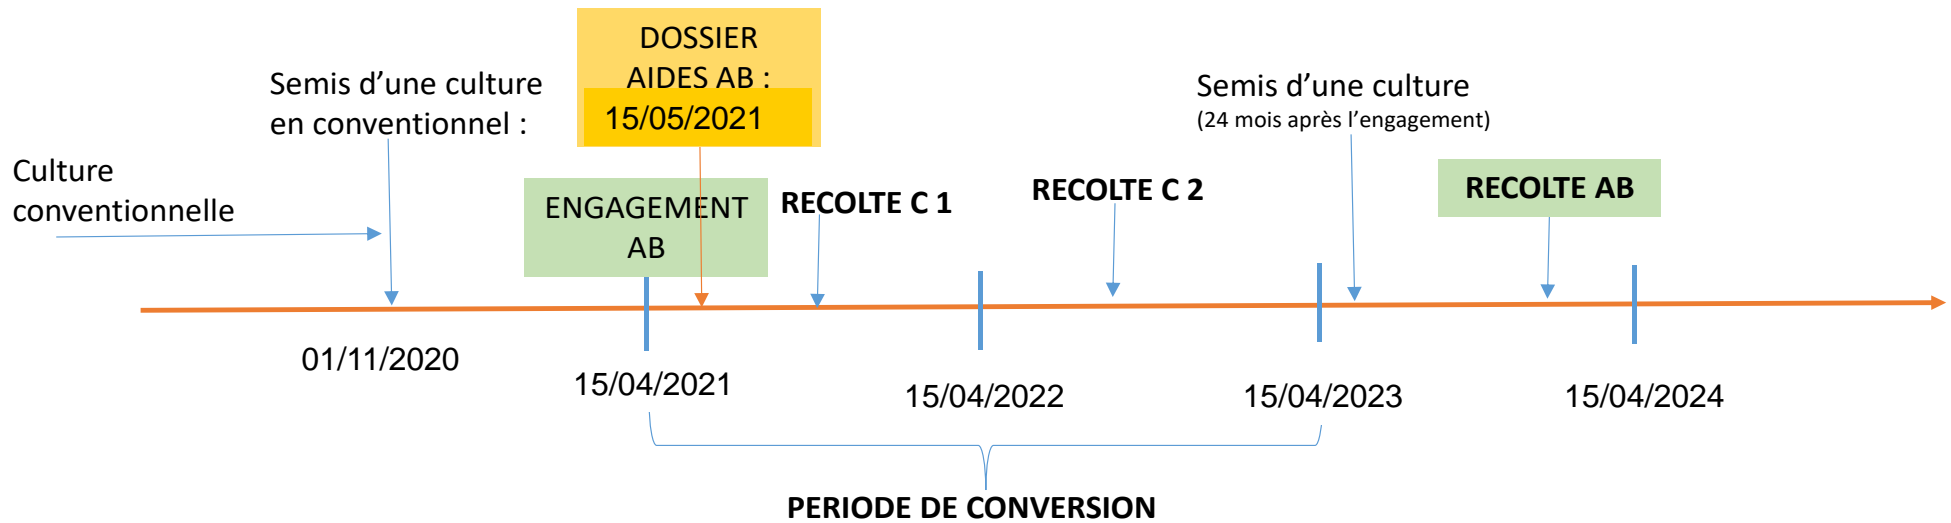 Culture
conventionnelle
Semis d'une culture
en conventionnel :
DOSSIER
AIDES AB :
15/05/2021
ENGAGEMENT
AB
RECOLTE C 1
RECOLTE C 2
Semis d'une culture
(24 mois après l'engagement)
RECOLTE AB
01/11/2020
15/04/2021
15/04/2022
15/04/2023
15/04/2024
PERIODE DE CONVERSION